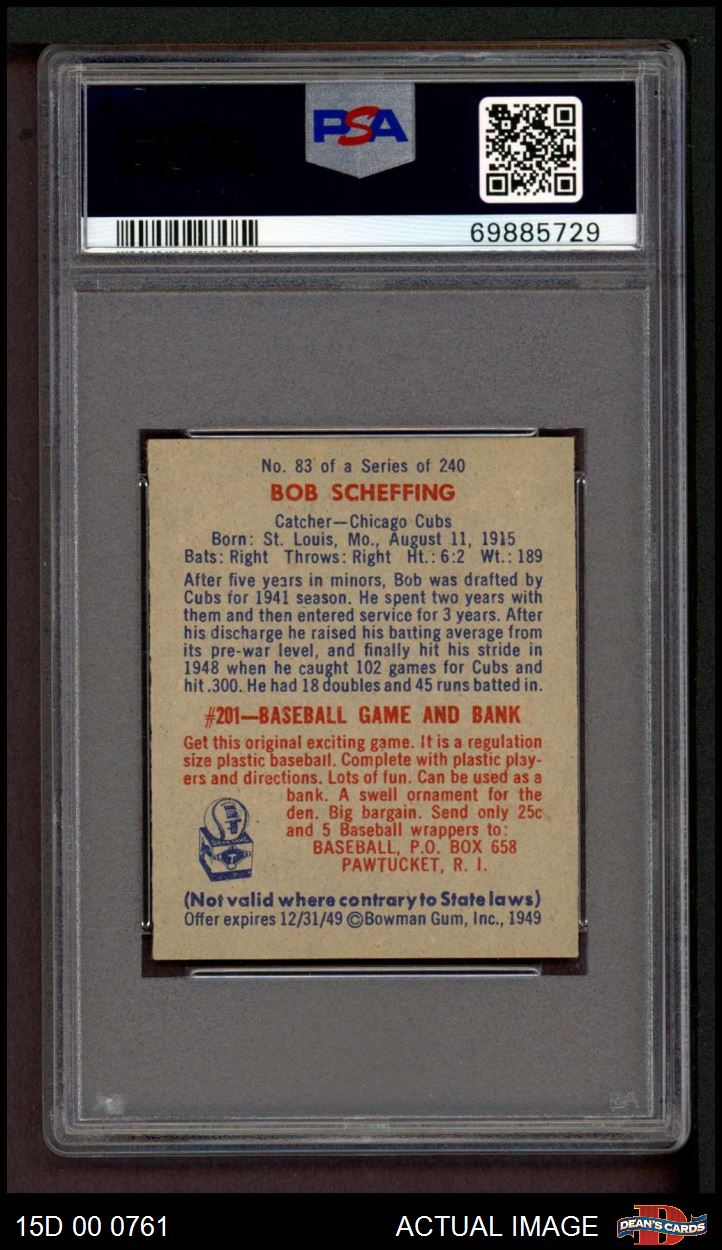 PSA
69885729
No. 83 of a Series of 240
BOB SCHEFFING
Catcher—Chicago Cubs
Born: St. Louis, Mo., August 11, 1915
Bats: Right Throws: Right Ht.: 6:2 Wt.: 189
After five years in minors, Bob was drafted by
Cubs for 1941 season. He spent two years with
them and then entered service for 3 years. After
his discharge he raised his batting average from
its pre-war level, and finally hit his stride in
1948 when he caught 102 games for Cubs and
hit .300. He had 18 doubles and 45 runs batted in.
#201—BASEBALL GAME AND BANK
Get this original exciting game. It is a regulation
size plastic baseball. Complete with plastic play-
ers and directions. Lots of fun. Can be used as a
bank. A swell ornament for the
den. Big bargain. Send only 25c
and 5 Baseball wrappers to:
BASEBALL, P.O. BOX 658
PAWTUCKET, R. I.
(Not valid where contrary to State laws)
Offer expires 12/31/49 ©Bowman Gum, Inc., 1949
PSA
15D 00 0761
ACTUAL IMAGE
DEAN'S CARDS